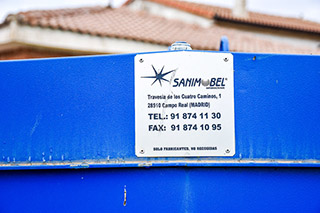 SANIMOBEL
Travesía de los Cuatro Caminos, 1
28510 Campo Real (MADRID)
TEL.: 91 874 11 30
FAX: 91 874 10 95
SOLO FABRICANTES, NO GESTORES